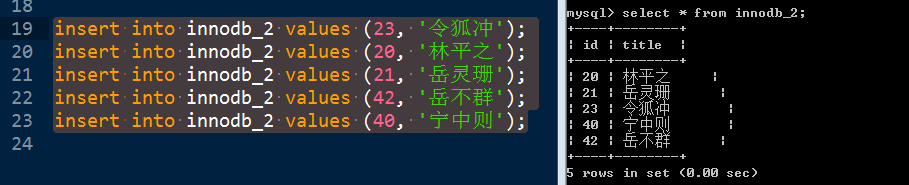 18
19 insert into innodb_2 values (23, '令狐冲');
20 insert into innodb_2 values (20, '林平之');
21 insert into innodb_2 values (21, '岳灵珊');
22 insert into innodb_2 values (42, '岳不群');
23 insert into innodb_2 values (40, '宁中则');
24
mysql> select * from innodb_2;
+----+--------+
| id | title  |
+----+--------+
| 20 | 林平之 |
| 21 | 岳灵珊 |
| 23 | 令狐冲 |
| 40 | 宁中则 |
| 42 | 岳不群 |
+----+--------+
5 rows in set (0.00 sec)